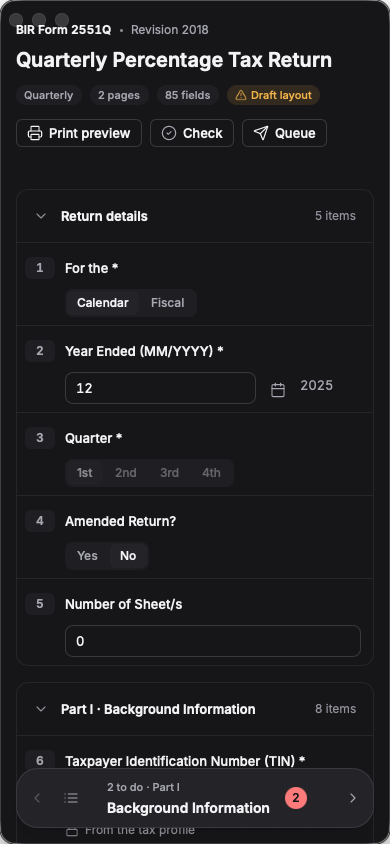 BIR Form 2551Q • Revision 2018
Quarterly Percentage Tax Return
Quarterly 2 pages 85 fields Draft layout
Print preview Check Queue
Return details 5 items
1 For the *
Calendar Fiscal
2 Year Ended (MM/YYYY) *
12 2025
3 Quarter *
1st 2nd 3rd 4th
4 Amended Return?
Yes No
5 Number of Sheet/s
0
Part I · Background Information 8 items
6 Taxpayer Identification Number (TIN) *
2 to do · Part I
Background Information 2
From the tax profile